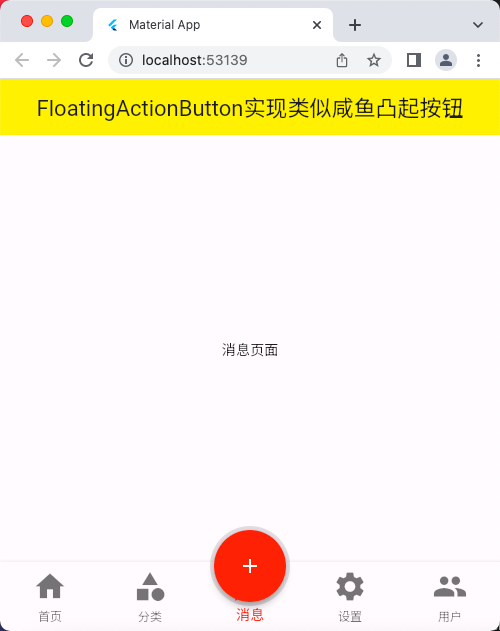 Material App
localhost:53139
FloatingActionButton实现类似咸鱼凸起按钮
消息页面
首页
分类
消息
设置
用户